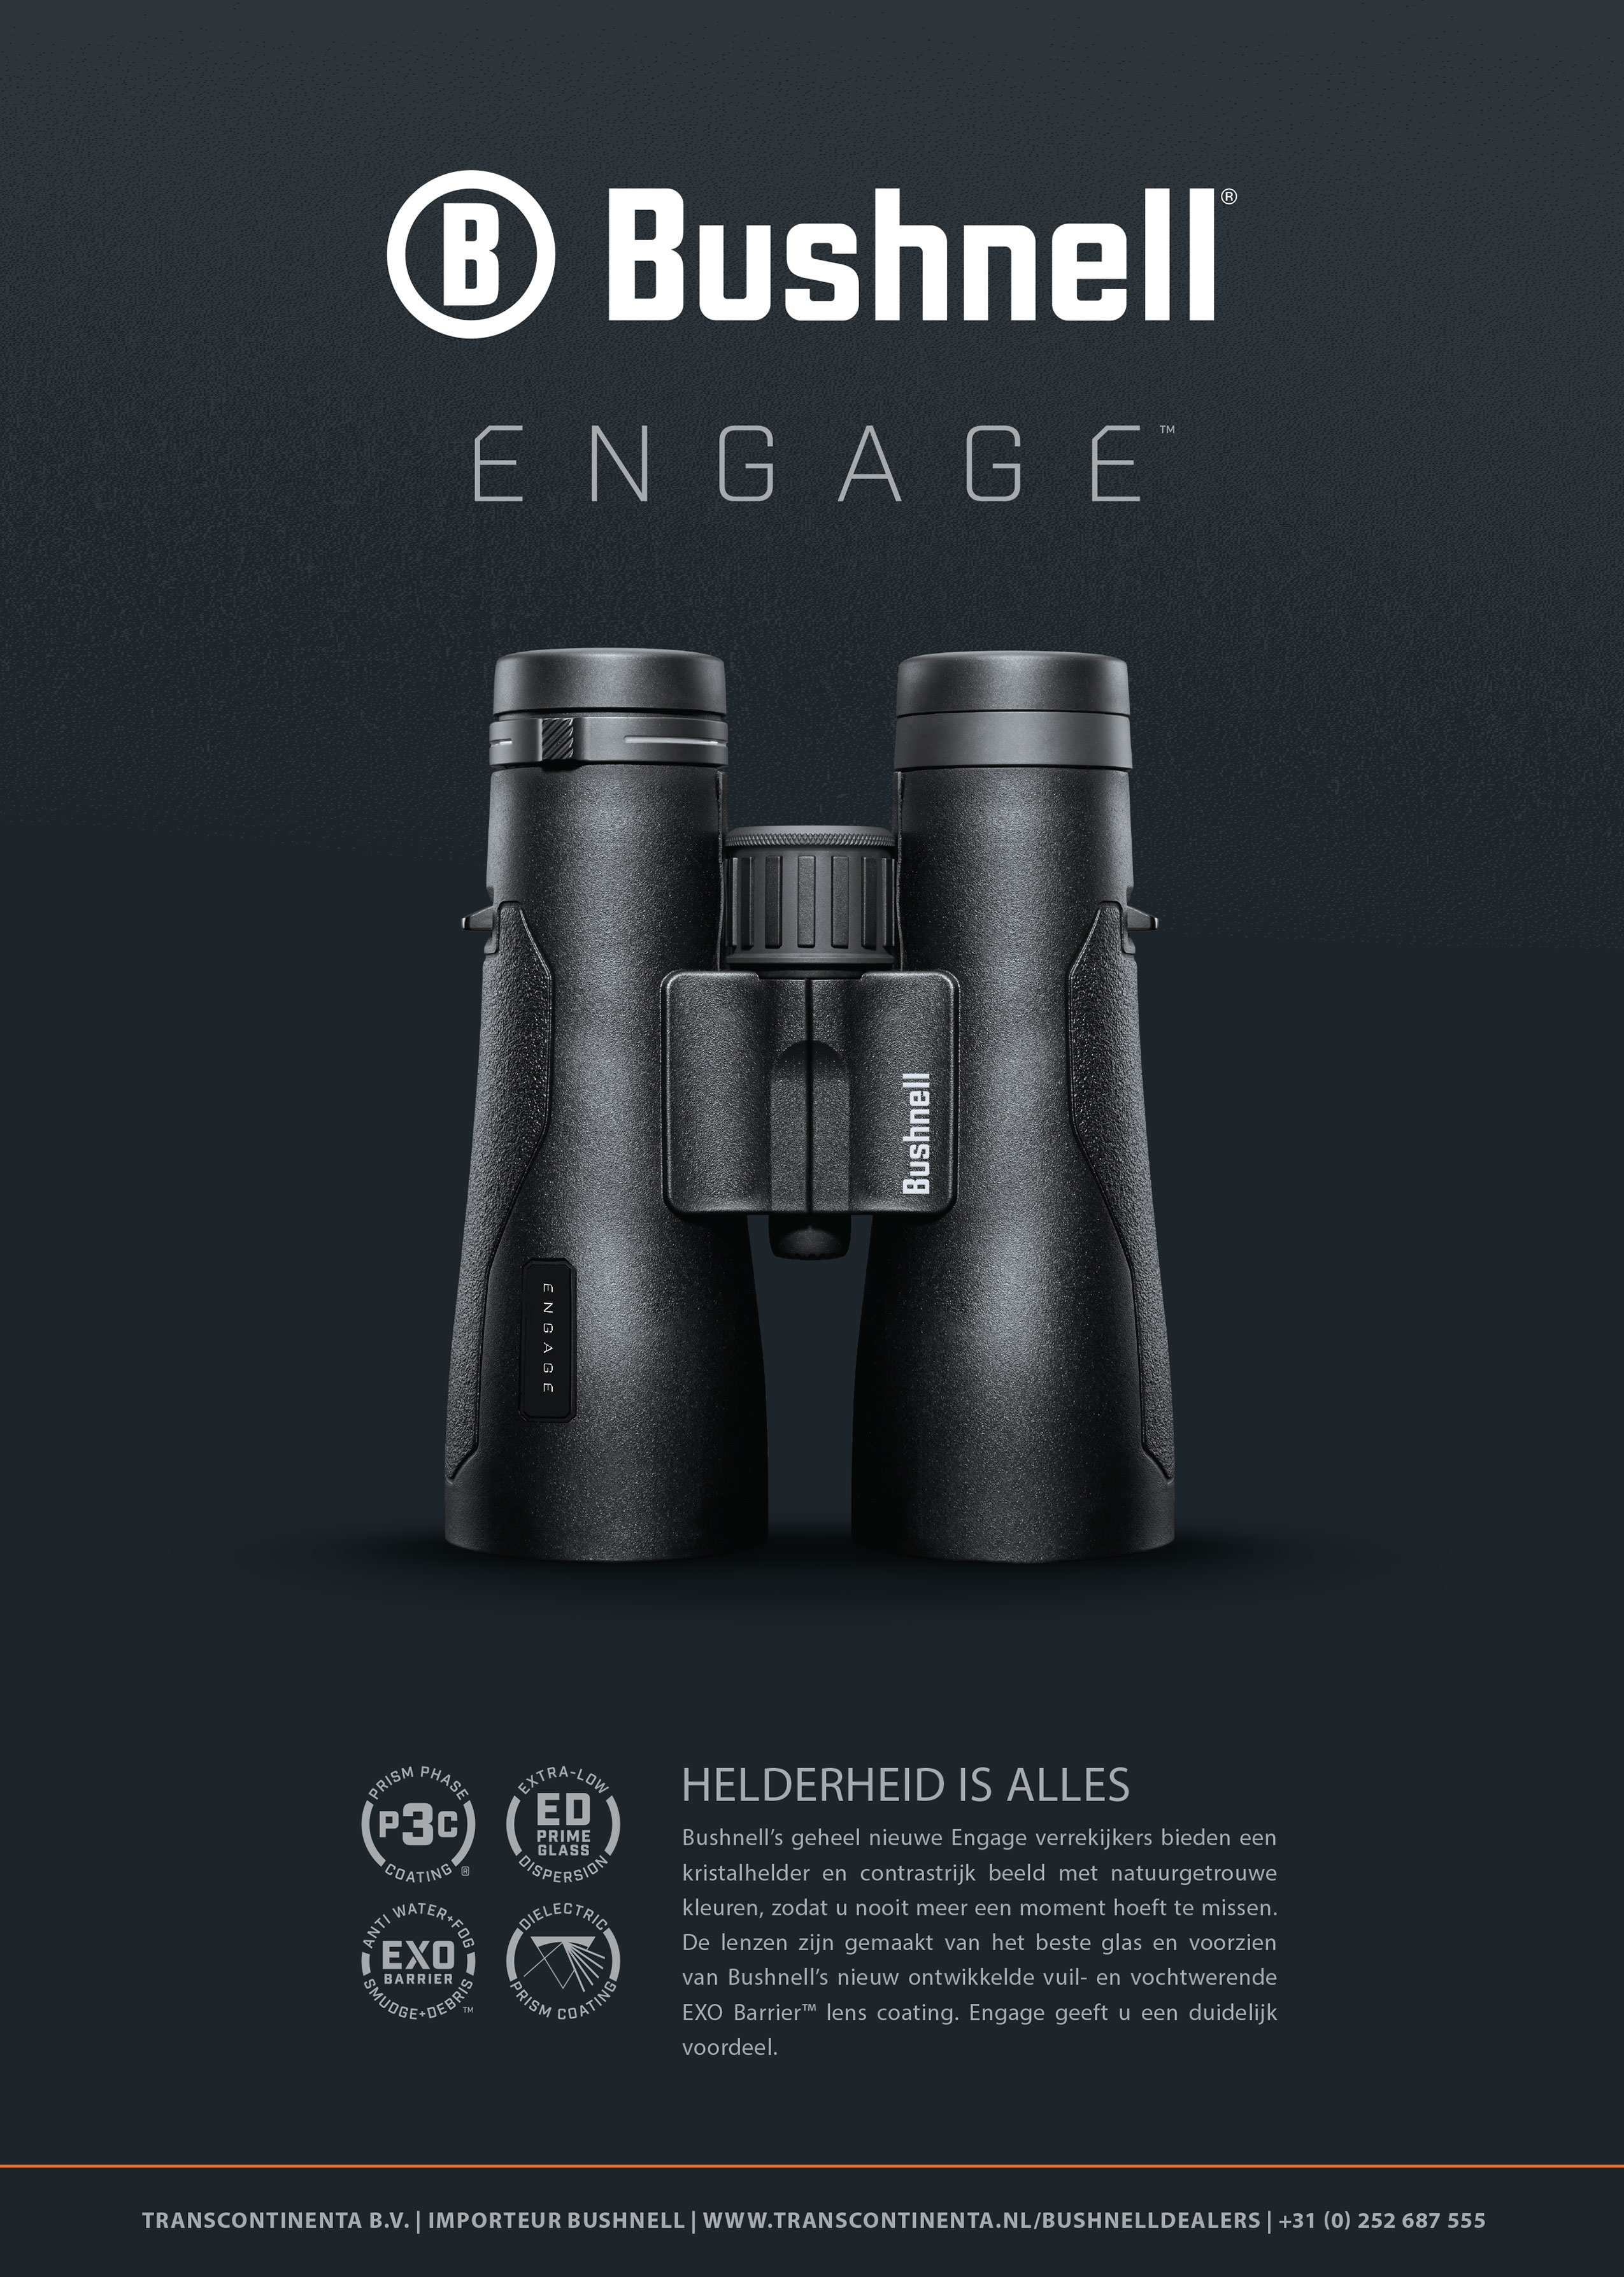 B Bushnell®
ENGAGE™
Bushnell
ENGAGE
PRISM PHASE
P3C
COATING ®
EXTRA-LOW
ED
PRIME
GLASS
DISPERSION
ANTI WATER+FOG
EXO
BARRIER
SMUDGE+DEBRIS™
DIELECTRIC
PRISM COATING
HELDERHEID IS ALLES
Bushnell’s geheel nieuwe Engage verrekijkers bieden een
kristalhelder en contrastrijk beeld met natuurgetrouwe
kleuren, zodat u nooit meer een moment hoeft te missen.
De lenzen zijn gemaakt van het beste glas en voorzien
van Bushnell’s nieuw ontwikkelde vuil- en vochtwerende
EXO Barrier™ lens coating. Engage geeft u een duidelijk
voordeel.
TRANSCONTINENTA B.V. | IMPORTEUR BUSHNELL | WWW.TRANSCONTINENTA.NL/BUSHNELLDEALERS | +31 (0) 252 687 555